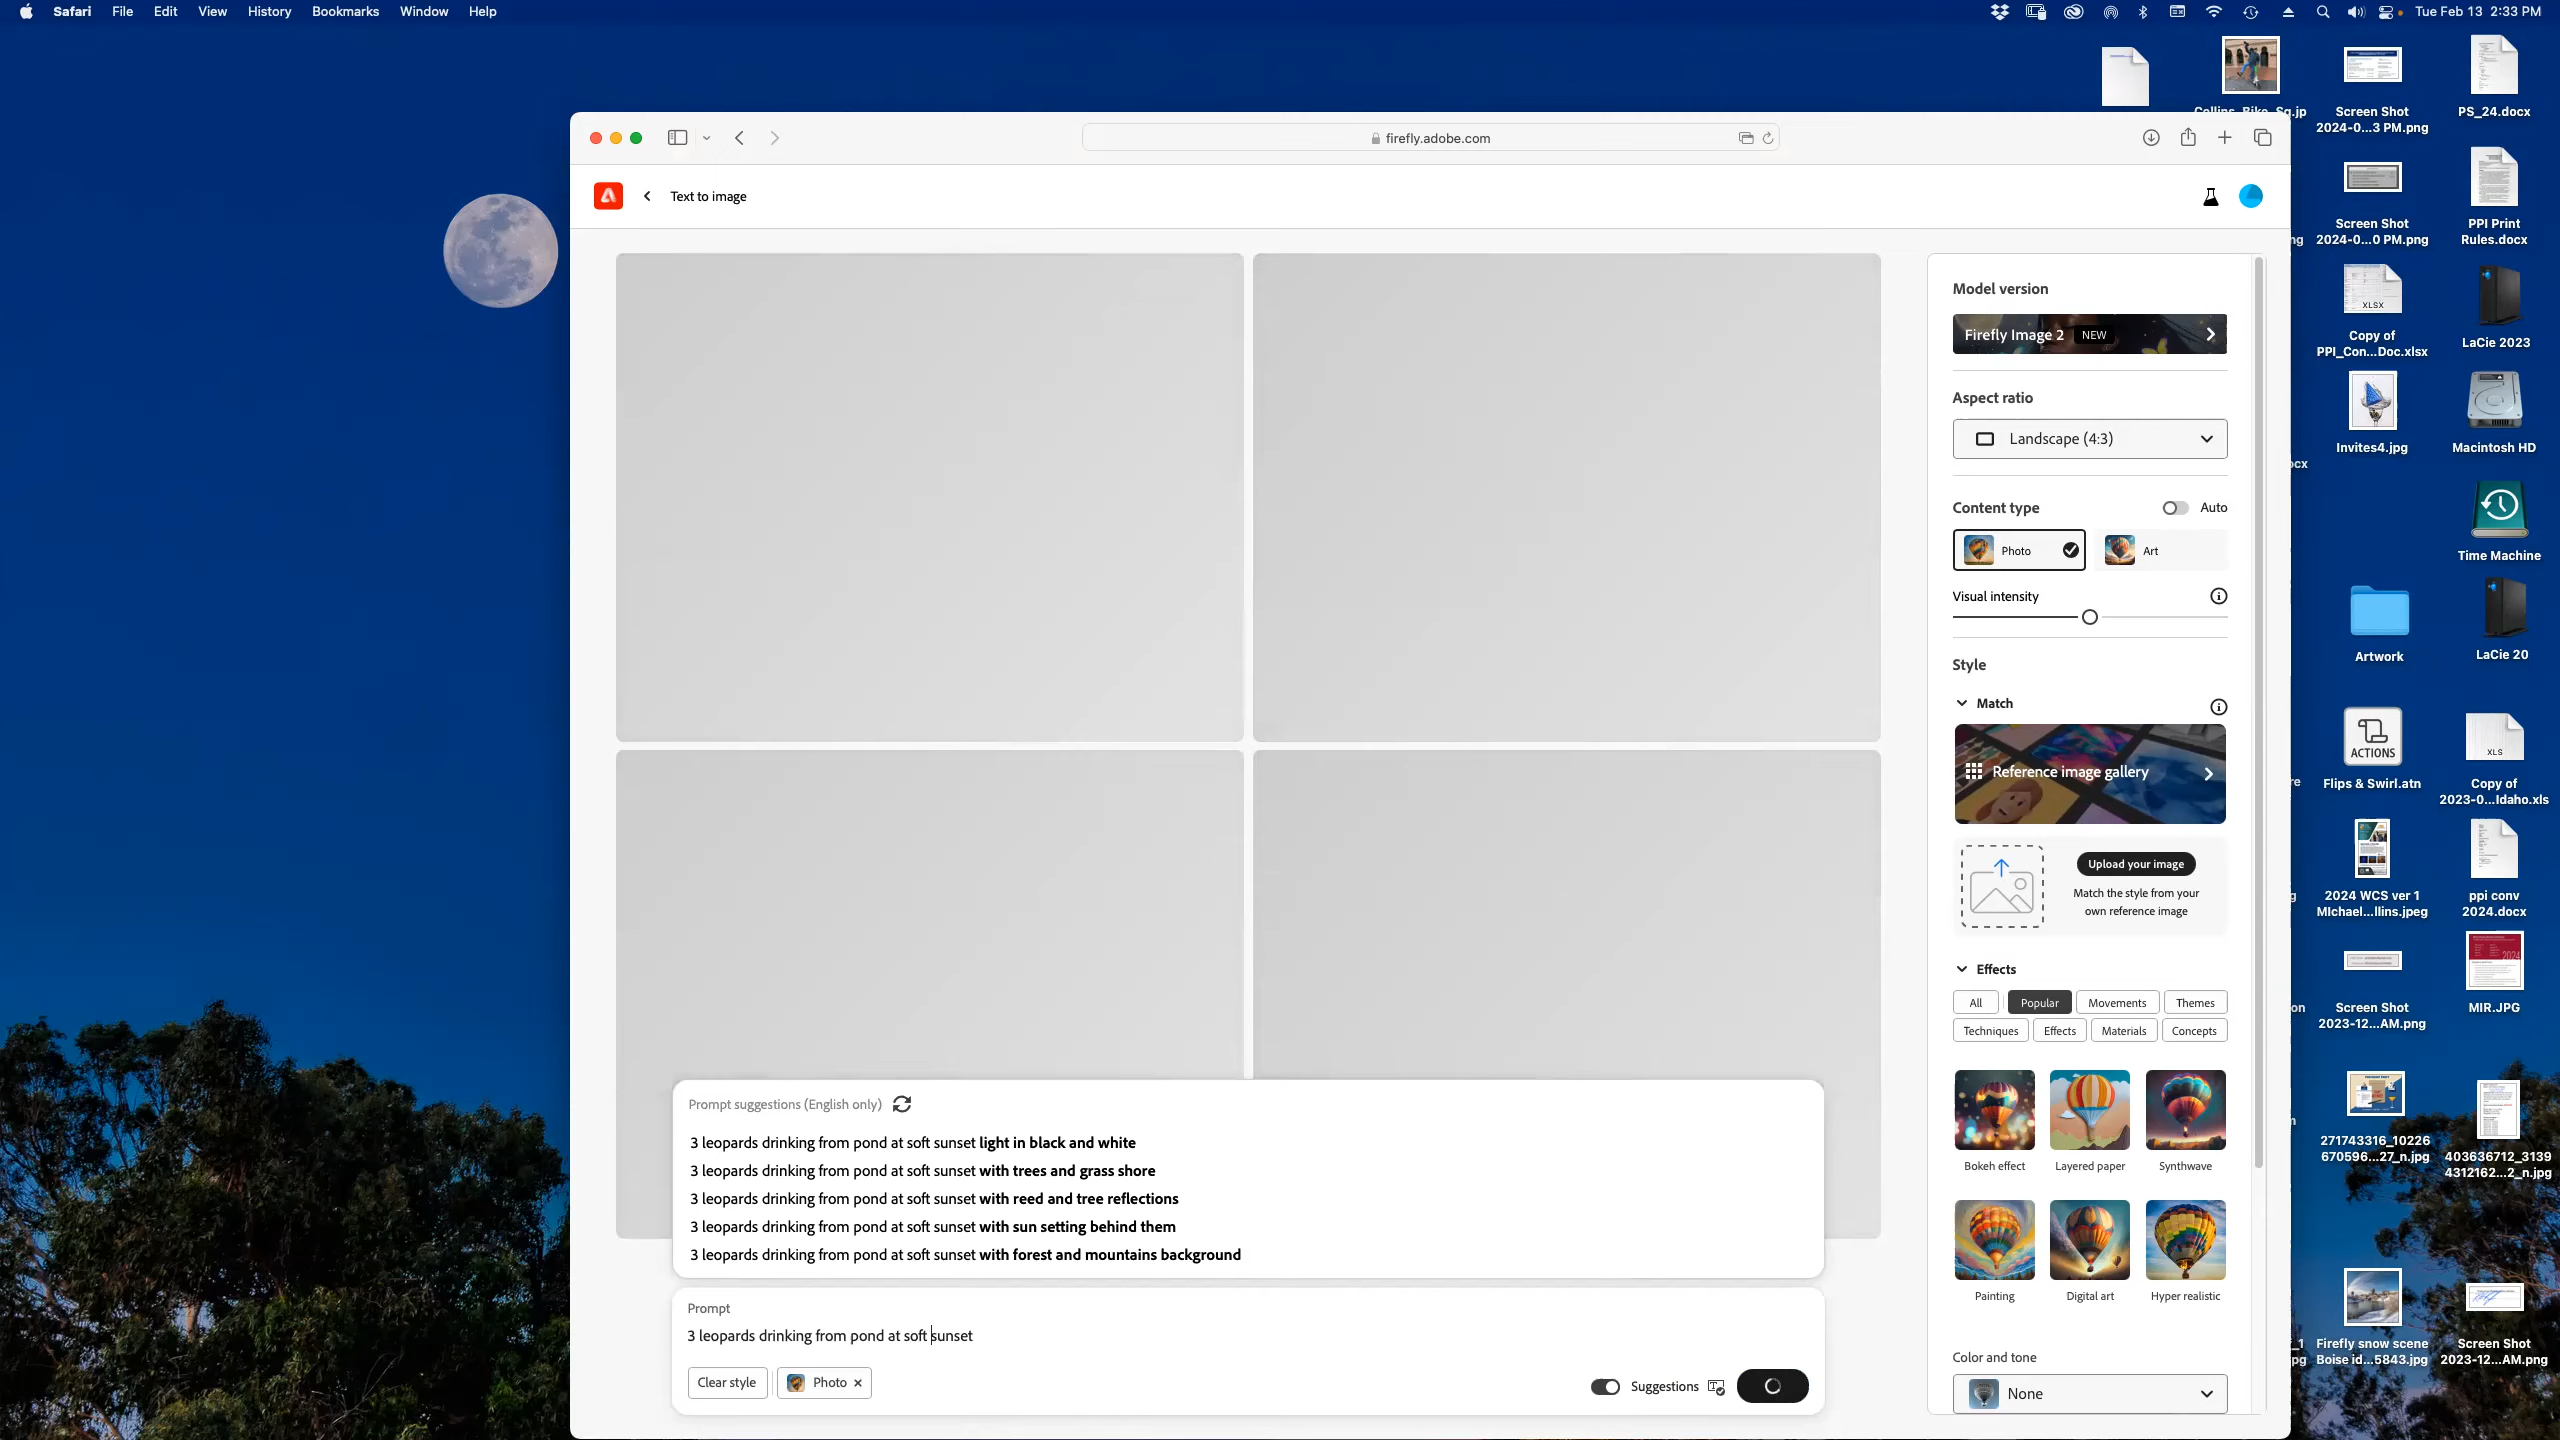 Safari File Edit View History Bookmarks Window Help
Tue Feb 13 2:33 PM
firefly.adobe.com
Text to image
Model version
Firefly Image 2 NEW
Aspect ratio
Landscape (4:3)
Content type Auto
Photo Art
Visual intensity
Style
Match
Reference image gallery
Upload your image
Match the style from your
own reference image
Effects
All Popular Movements Themes
Techniques Effects Materials Concepts
Bokeh effect Layered paper Synthwave
Painting Digital art Hyper realistic
Color and tone
None
Prompt suggestions (English only)
3 leopards drinking from pond at soft sunset light in black and white
3 leopards drinking from pond at soft sunset with trees and grass shore
3 leopards drinking from pond at soft sunset with reed and tree reflections
3 leopards drinking from pond at soft sunset with sun setting behind them
3 leopards drinking from pond at soft sunset with forest and mountains background
Prompt
3 leopards drinking from pond at soft sunset
Clear style Photo
Suggestions
Screen Shot
2024-0...3 PM.png
PS_24.docx
Screen Shot
2024-0...0 PM.png
PPI Print
Rules.docx
XLSX
Copy of
PPI_Con...Doc.xlsx
LaCie 2023
Invites4.jpg
Macintosh HD
Time Machine
Artwork
LaCie 20
ACTIONS
Flips & Swirl.atn
XLS
Copy of
2023-0...Idaho.xls
2024 WCS ver 1
MIchael...llins.jpeg
ppi conv
2024.docx
Screen Shot
2023-12...AM.png
MIR.JPG
271743316_10226
670596...27_n.jpg
403636712_3139
4312162...2_n.jpg
Firefly snow scene
Boise id...5843.jpg
Screen Shot
2023-12...AM.png